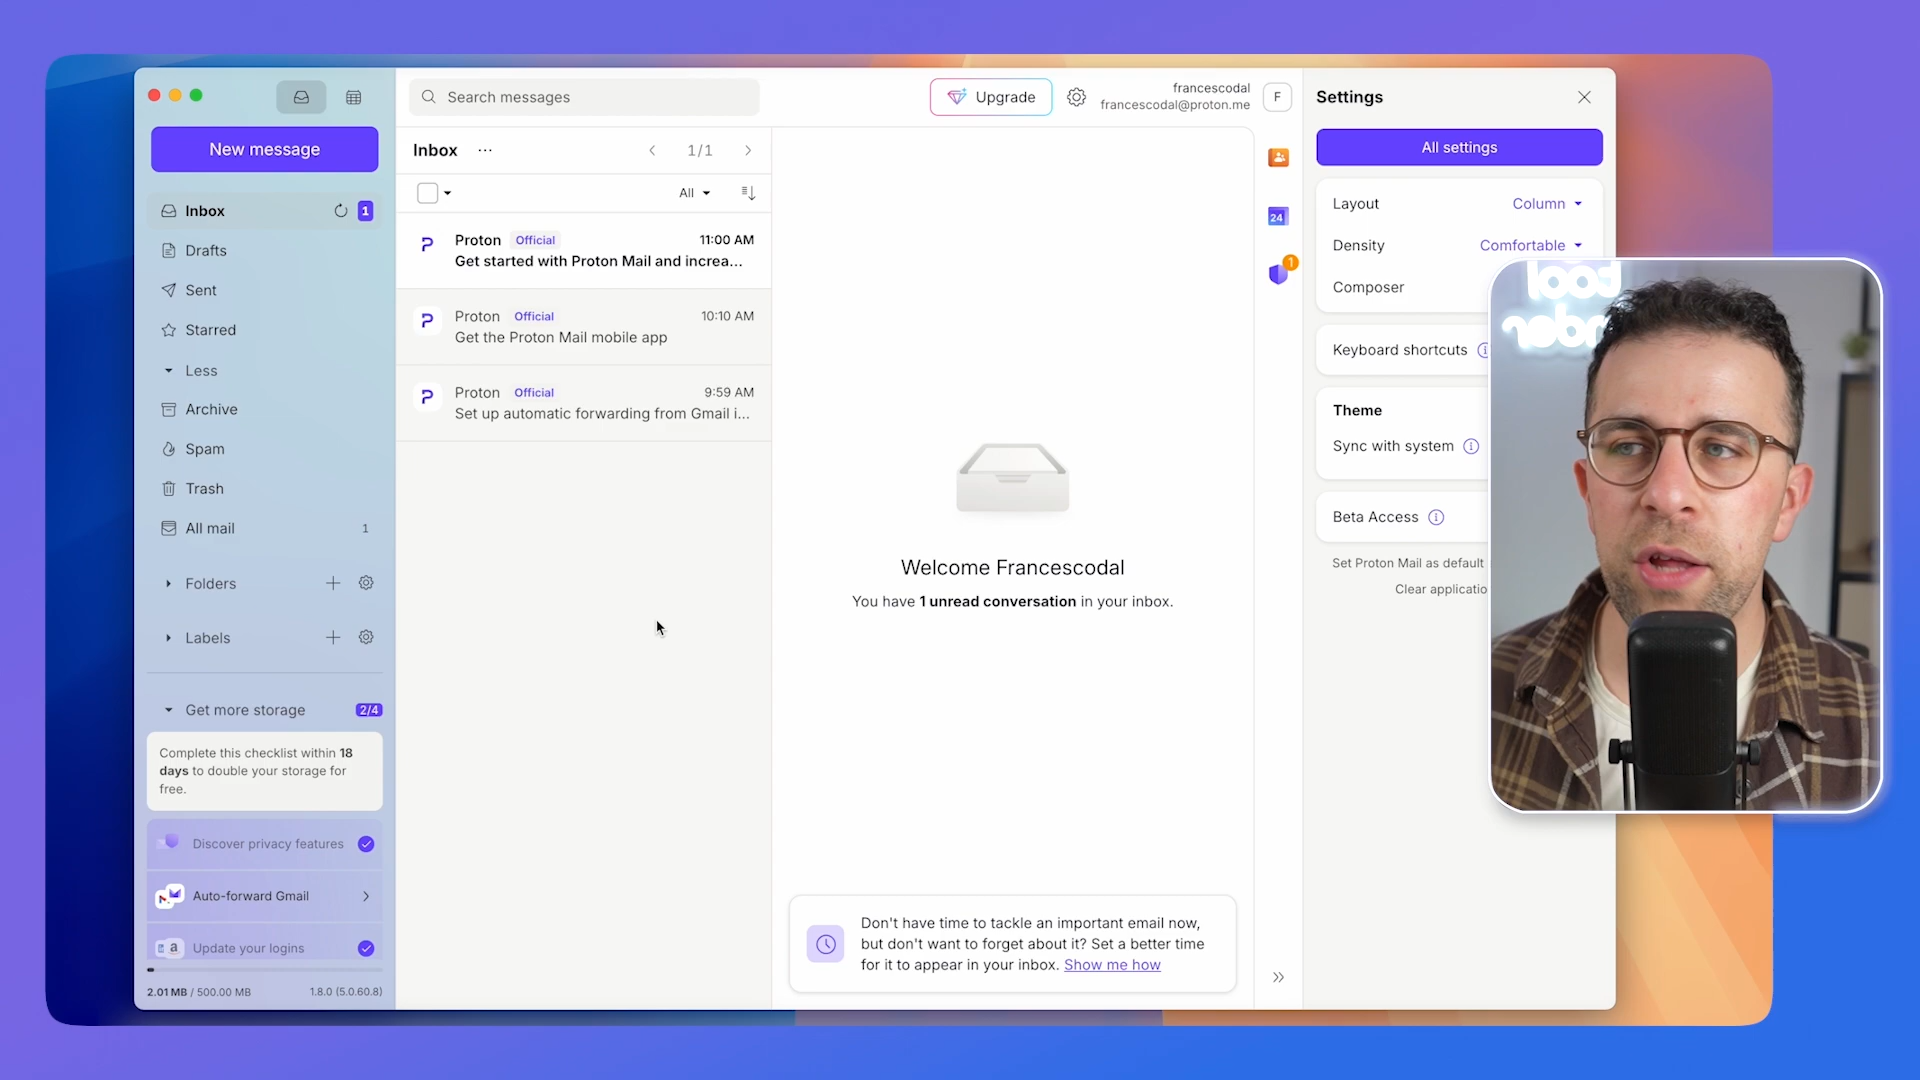 New message
Inbox
1
Drafts
Sent
Starred
Less
Archive
Spam
Trash
All mail
1
Folders
Labels
Get more storage
2/4
Complete this checklist within 18
days to double your storage for
free.
Discover privacy features
Auto-forward Gmail
Update your logins
2.01 MB / 500.00 MB
1.8.0 (5.0.60.8)
Search messages
Upgrade
francescodal
francescodal@proton.me
F
Inbox
1/1
All
Proton Official 11:00 AM
Get started with Proton Mail and increa...
Proton Official 10:10 AM
Get the Proton Mail mobile app
Proton Official 9:59 AM
Set up automatic forwarding from Gmail i...
Welcome Francescodal
You have 1 unread conversation in your inbox.
Don't have time to tackle an important email now,
but don't want to forget about it? Set a better time
for it to appear in your inbox. Show me how
24
1
Settings
All settings
Layout
Column
Density
Comfortable
Composer
Keyboard shortcuts
Theme
Sync with system
Beta Access
Set Proton Mail as default
Clear applicatio